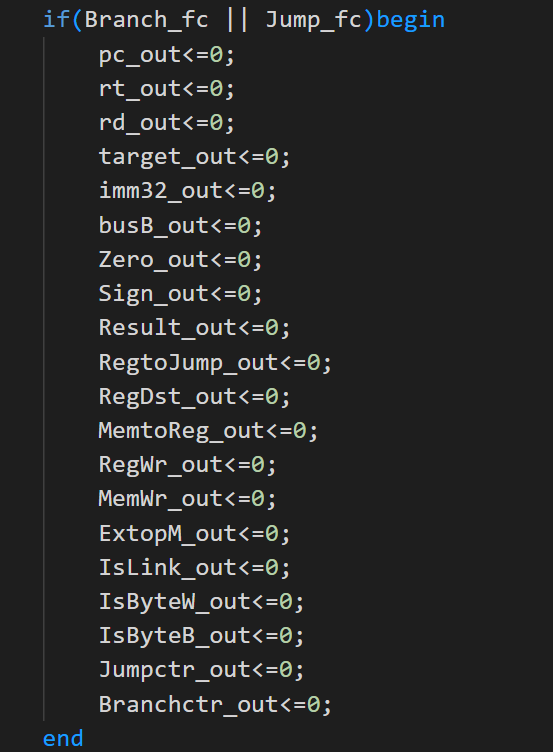 if(Branch_fc || Jump_fc)begin
pc_out<=0;
rt_out<=0;
rd_out<=0;
target_out<=0;
imm32_out<=0;
busB_out<=0;
Zero_out<=0;
Sign_out<=0;
Result_out<=0;
RegtoJump_out<=0;
RegDst_out<=0;
MemtoReg_out<=0;
RegWr_out<=0;
MemWr_out<=0;
ExtopM_out<=0;
IsLink_out<=0;
IsByteW_out<=0;
IsByteB_out<=0;
Jumpctr_out<=0;
Branchctr_out<=0;
end